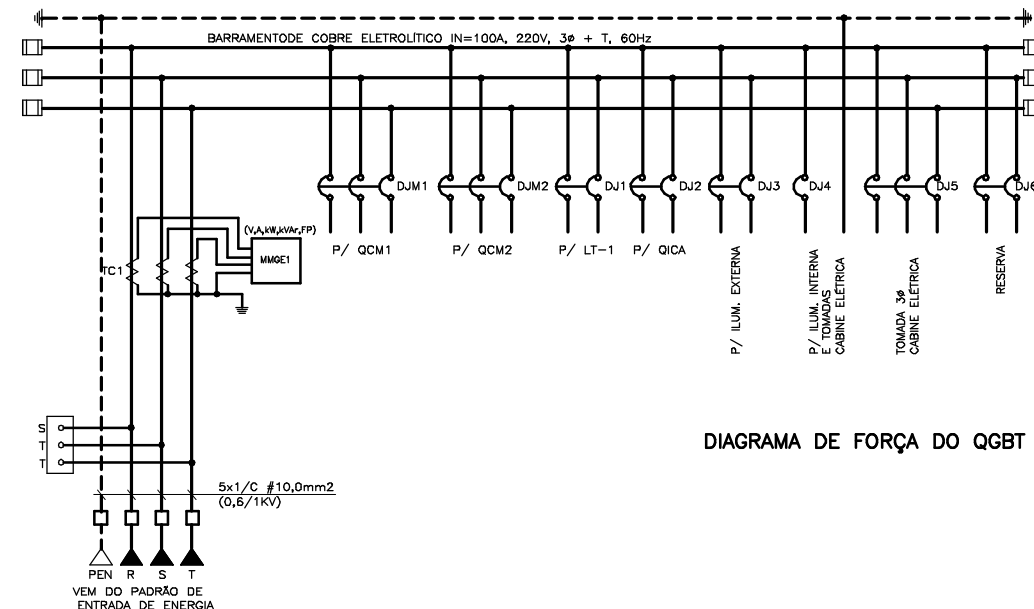 BARRAMENTODE COBRE ELETROLÍTICO IN=100A, 220V, 3ø + T, 60Hz
DJM1
DJM2
DJ1
DJ2
DJ3
DJ4
DJ5
DJ6
(V,A,kW,kVAr,FP)
MMGE1
TC1
P/ QCM1
P/ QCM2
P/ LT-1
P/ QICA
P/ ILUM. EXTERNA
P/ ILUM. INTERNA
E TOMADAS
CABINE ELÉTRICA
TOMADA 3ø
CABINE ELÉTRICA
RESERVA
S
T
T
DIAGRAMA DE FORÇA DO QGBT
5x1/C #10,0mm2
(0,6/1KV)
PEN R S T
VEM DO PADRÃO DE
ENTRADA DE ENERGIA